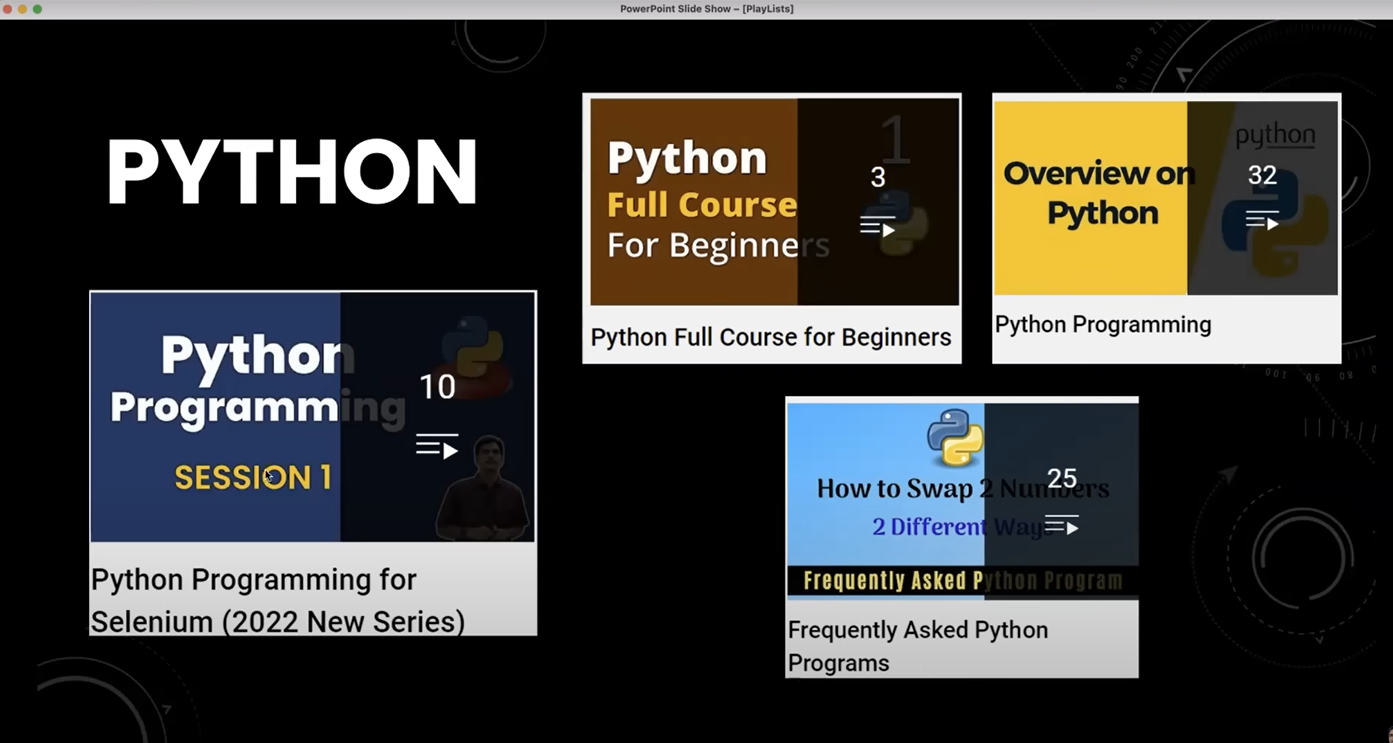 PowerPoint Slide Show – [PlayLists]
PYTHON
Python
Programming
SESSION 1
10
Python Programming for
Selenium (2022 New Series)
Python
Full Course
For Beginners
1
3
Python Full Course for Beginners
Overview on
Python
python
32
Python Programming
How to Swap 2 Numbers
2 Different Ways
Frequently Asked Python Program
25
Frequently Asked Python
Programs